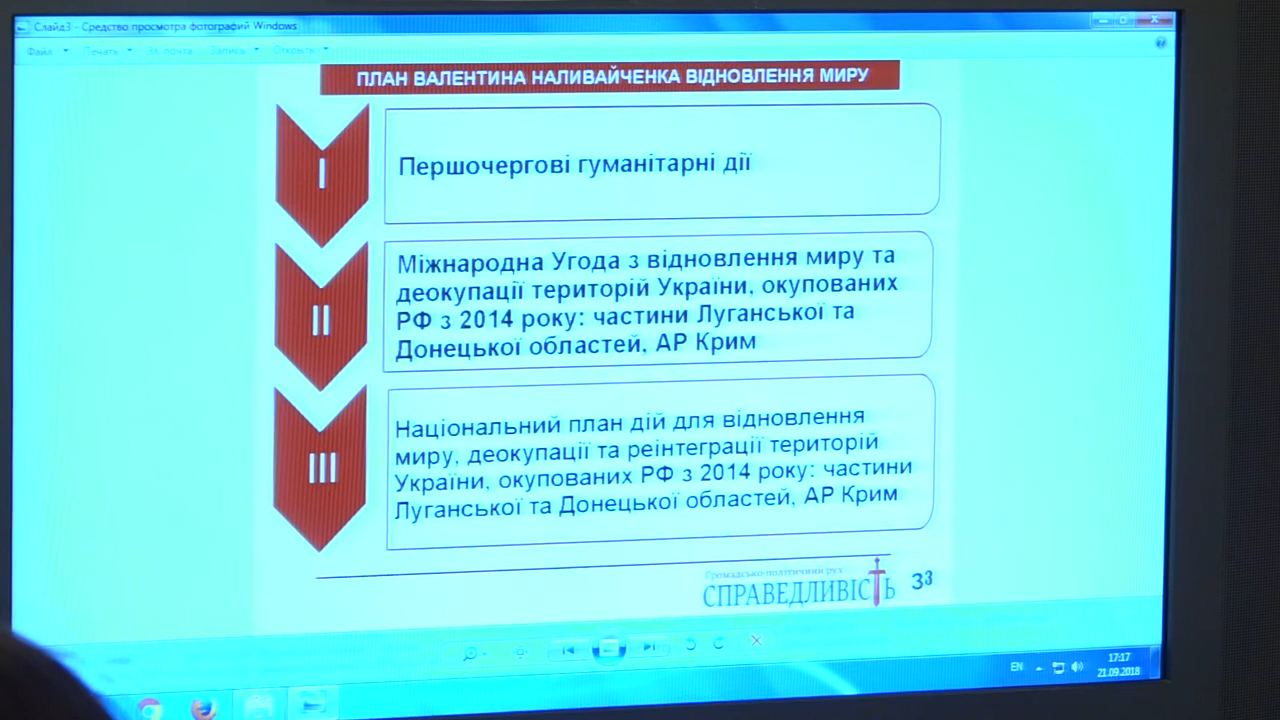 Слайд3 - Средство просмотра фотографий Windows
Файл Печать Эл. почта Запись Открыть
ПЛАН ВАЛЕНТИНА НАЛИВАЙЧЕНКА ВІДНОВЛЕННЯ МИРУ
I
Першочергові гуманітарні дії
II
Міжнародна Угода з відновлення миру та
деокупації територій України, окупованих
РФ з 2014 року: частини Луганської та
Донецької областей, АР Крим
III
Національний план дій для відновлення
миру, деокупації та реінтеграції територій
України, окупованих РФ з 2014 року: частини
Луганської та Донецької областей, АР Крим
Громадсько-політичний рух
СПРАВЕДЛИВІСТЬ
33
EN
17:17
21.09.2018